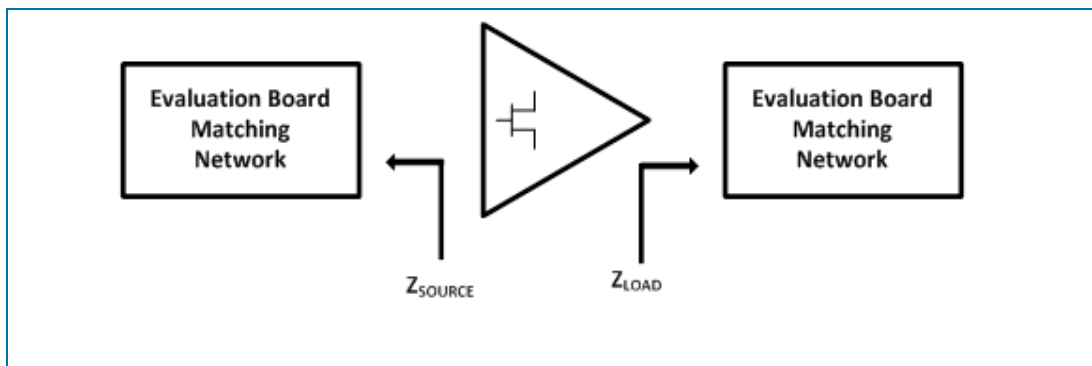 Evaluation Board
Matching
Network
Evaluation Board
Matching
Network
ZSOURCE
ZLOAD